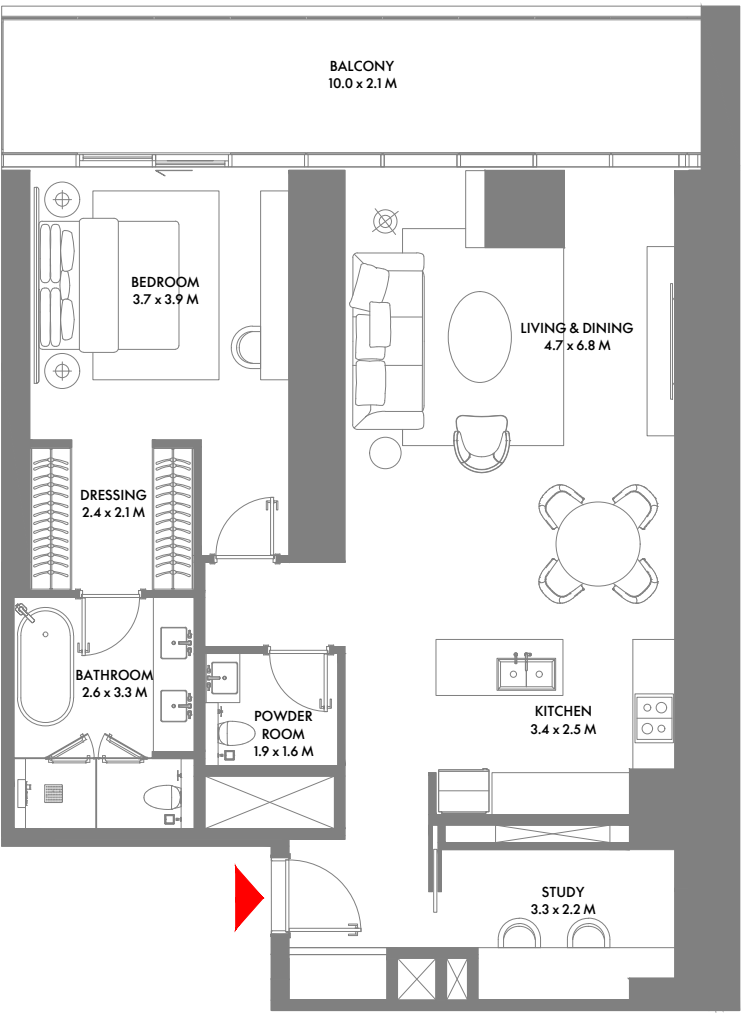 BALCONY
10.0 x 2.1 M
BEDROOM
3.7 x 3.9 M
LIVING & DINING
4.7 x 6.8 M
DRESSING
2.4 x 2.1 M
BATHROOM
2.6 x 3.3 M
POWDER
ROOM
1.9 x 1.6 M
KITCHEN
3.4 x 2.5 M
STUDY
3.3 x 2.2 M